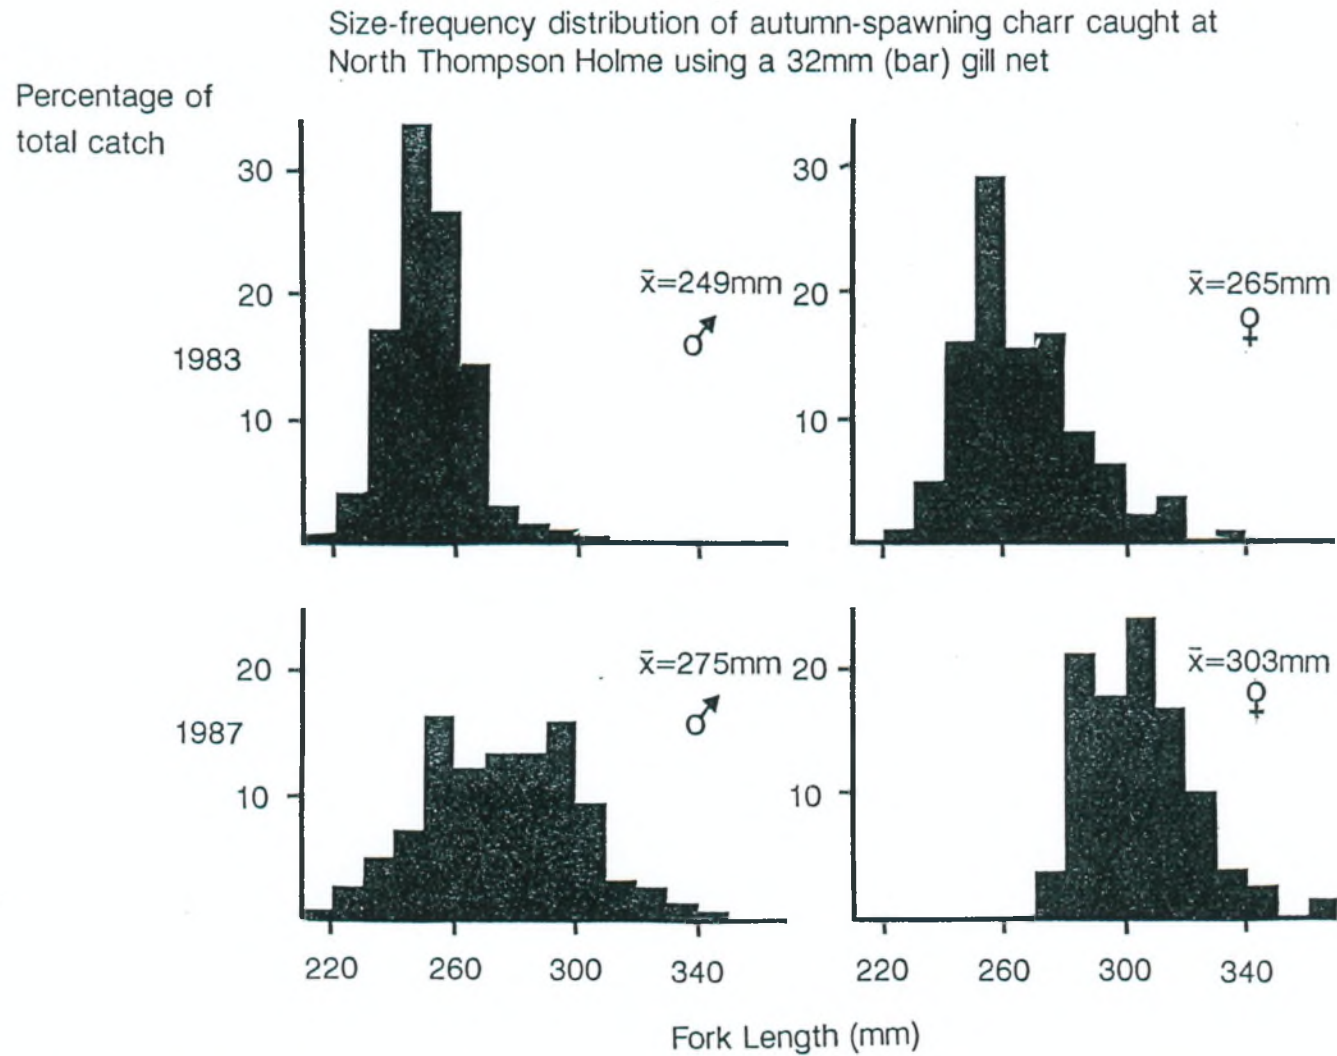 Size-frequency distribution of autumn-spawning charr caught at
North Thompson Holme using a 32mm (bar) gill net
Percentage of
total catch
30
20
10
1983
x̄=249mm
♂
30
20
10
x̄=265mm
♀
20
10
1987
x̄=275mm
♂
220 260 300 340
20
10
x̄=303mm
♀
220 260 300 340
Fork Length (mm)